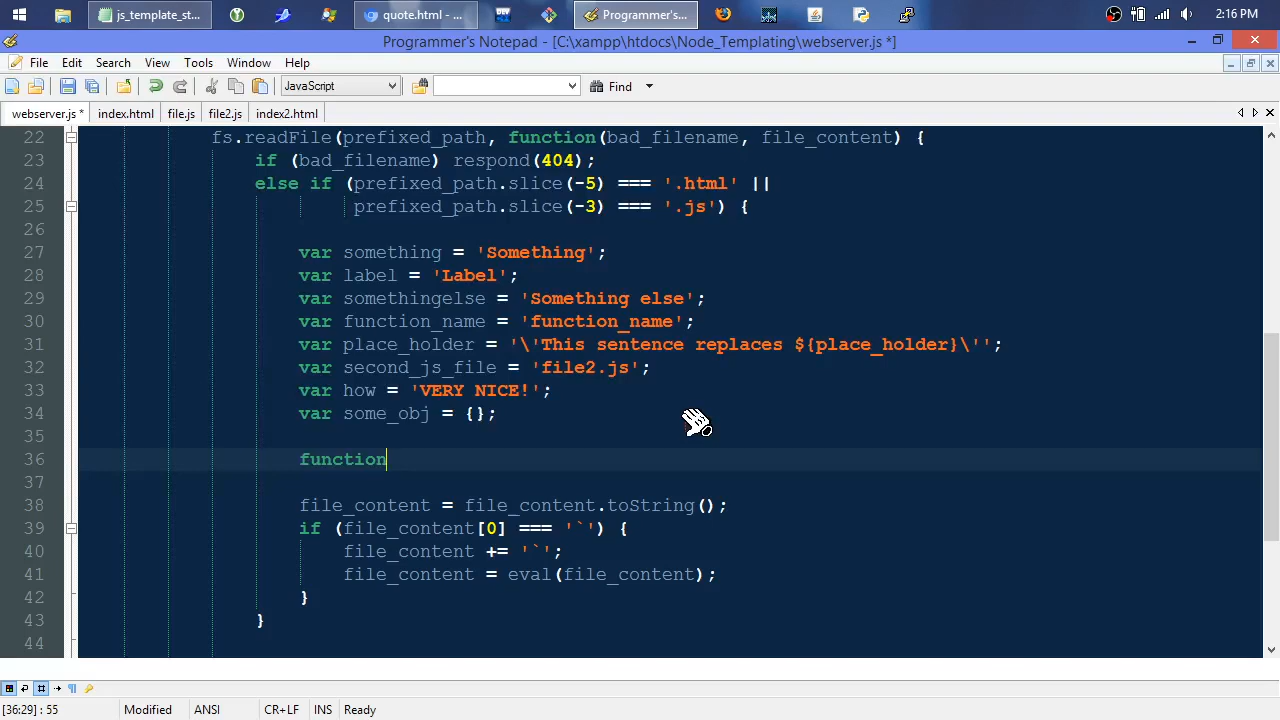 js_template_st...
quote.html - ...
Programmer's...
2:16 PM
Programmer's Notepad - [C:\xampp\htdocs\Node_Templating\webserver.js *]
File Edit Search View Tools Window Help
JavaScript Find
webserver.js * index.html file.js file2.js index2.html
22 fs.readFile(prefixed_path, function(bad_filename, file_content) {
23 if (bad_filename) respond(404);
24 else if (prefixed_path.slice(-5) === '.html' ||
25 prefixed_path.slice(-3) === '.js') {
26
27 var something = 'Something';
28 var label = 'Label';
29 var somethingelse = 'Something else';
30 var function_name = 'function_name';
31 var place_holder = '\'This sentence replaces ${place_holder}\'';
32 var second_js_file = 'file2.js';
33 var how = 'VERY NICE!';
34 var some_obj = {};
35
36 function
37
38 file_content = file_content.toString();
39 if (file_content[0] === '`') {
40 file_content += '`';
41 file_content = eval(file_content);
42 }
43 }
44
[36:29] : 55 Modified ANSI CR+LF INS Ready